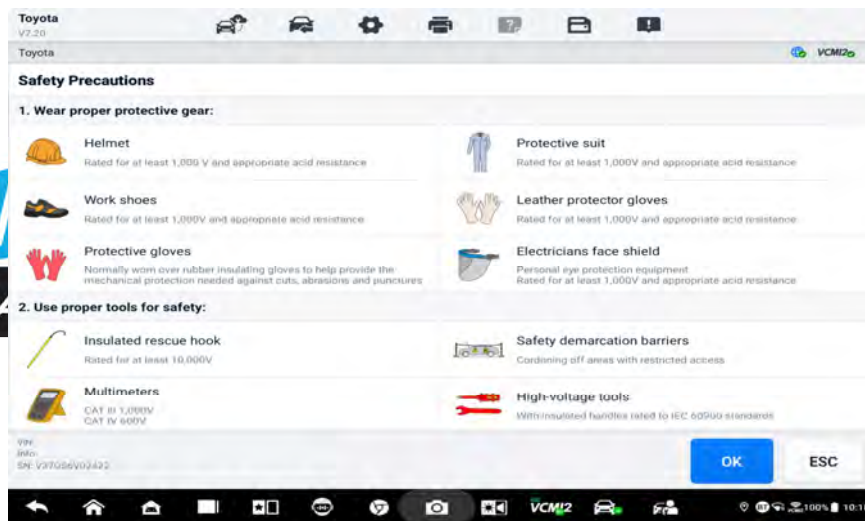 Toyota
V7.20
Toyota
VCMI2
Safety Precautions
1. Wear proper protective gear:
Helmet
Rated for at least 1,000 V and appropriate acid resistance
Protective suit
Rated for at least 1,000V and appropriate acid resistance
Work shoes
Rated for at least 1,000V and appropriate acid resistance
Leather protector gloves
Rated for at least 1,000V and appropriate acid resistance
Protective gloves
Normally worn over rubber insulating gloves to help provide the
mechanical protection needed against cuts, abrasions and punctures
Electricians face shield
Personal eye protection equipment
Rated for at least 1,000V and appropriate acid resistance
2. Use proper tools for safety:
Insulated rescue hook
Rated for at least 10,000V
Safety demarcation barriers
Cordoning off areas with restricted access
Multimeters
CAT III 1,000V
CAT IV 600V
High-voltage tools
With insulated handles rated to IEC 60900 standards
VIN:
Info:
SN:
OK
ESC
VCMI2
BT
100%